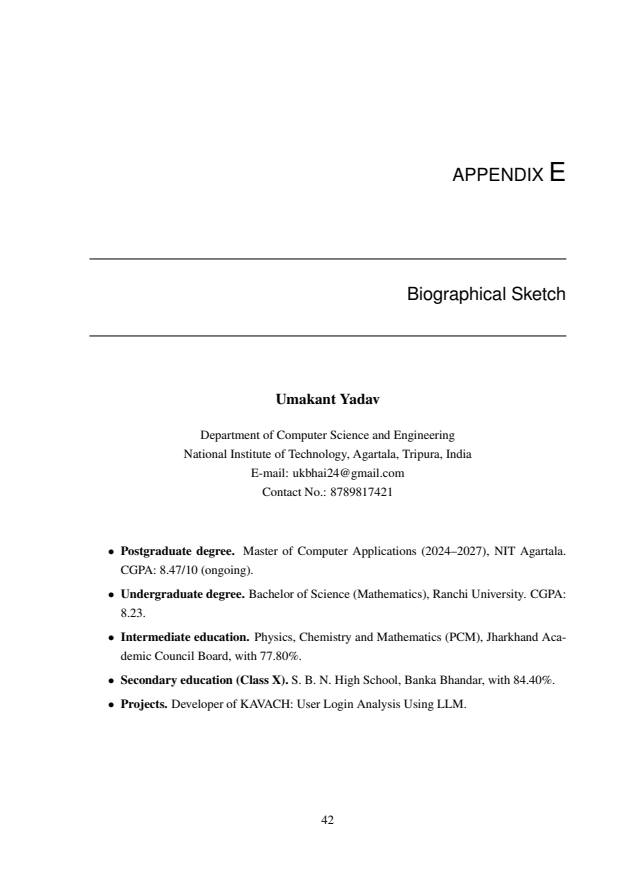 APPENDIX E
Biographical Sketch
Umakant Yadav
Department of Computer Science and Engineering
National Institute of Technology, Agartala, Tripura, India
E-mail: ukbhai24@gmail.com
Contact No.: 8789817421
• Postgraduate degree. Master of Computer Applications (2024–2027), NIT Agartala.
CGPA: 8.47/10 (ongoing).
• Undergraduate degree. Bachelor of Science (Mathematics), Ranchi University. CGPA:
8.23.
• Intermediate education. Physics, Chemistry and Mathematics (PCM), Jharkhand Aca-
demic Council Board, with 77.80%.
• Secondary education (Class X). S. B. N. High School, Banka Bhandar, with 84.40%.
• Projects. Developer of KAVACH: User Login Analysis Using LLM.
42